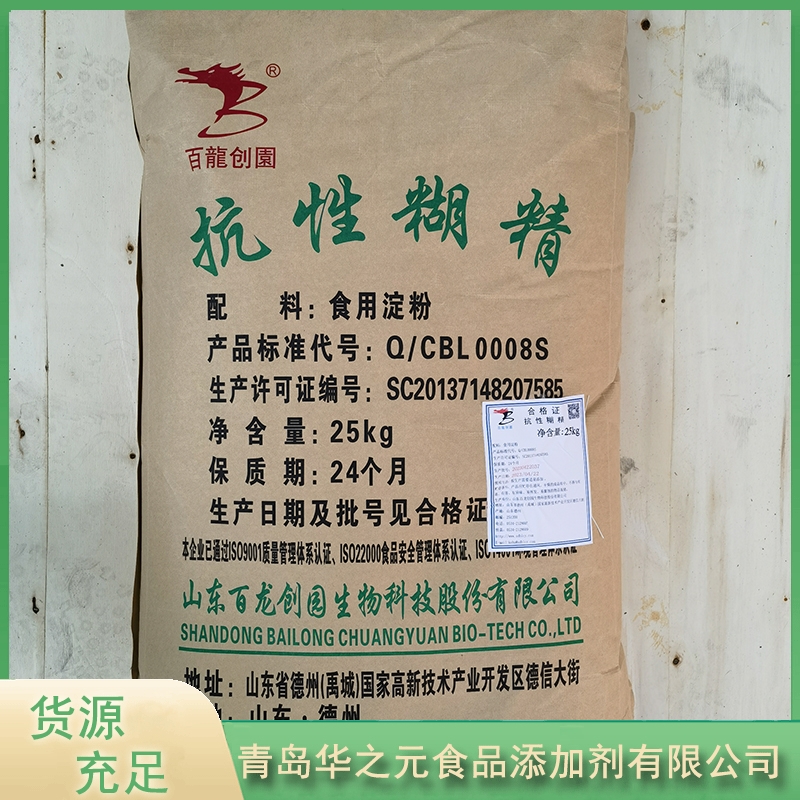 ®
百龍创園
抗性糊精
配 料：食用淀粉
产品标准代号：Q/CBL0008S
生产许可证编号：SC20137148207585
净含量：25kg
保质期：24个月
生产日期及批号见合格证
本企业已通过ISO9001质量管理体系认证、ISO22000食品安全管理体系认证、
山东百龙创园生物科技股份有限公司
SHANDONG BAILONG CHUANGYUAN BIO-TECH CO.,LTD
地址：山东省德州(禹城)国家高新技术产业开发区德信大街
山东·德州
合格证
抗性糊精
净含量:25kg
货源
充足
青岛华之元食品添加剂有限公司